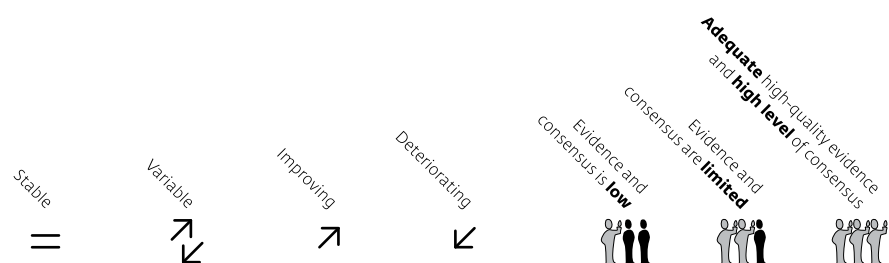 Stable
Variable
Improving
Deteriorating
Evidence and
consensus is low
Evidence and
consensus are limited
Adequate high-quality evidence
and high level of consensus
=